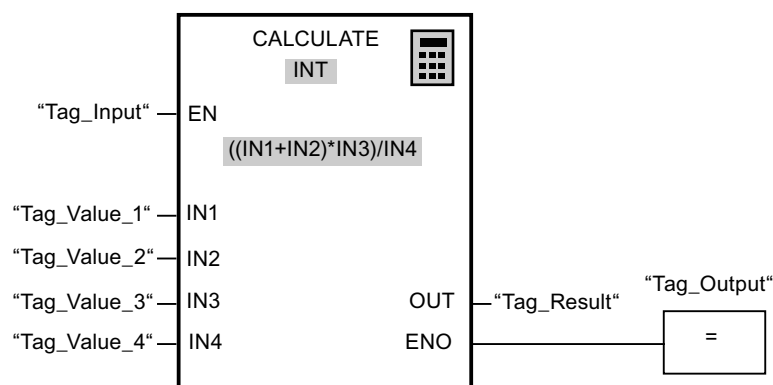 CALCULATE
INT
“Tag_Input“
EN
((IN1+IN2)*IN3)/IN4
“Tag_Value_1“
IN1
“Tag_Value_2“
IN2
“Tag_Value_3“
IN3
OUT
“Tag_Result“
“Tag_Output“
“Tag_Value_4“
IN4
ENO
=